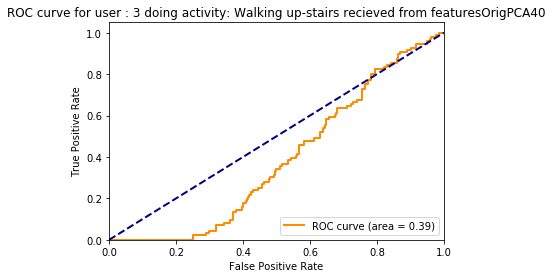 ROC curve for user : 3 doing activity: Walking up-stairs recieved from featuresOrigPCA40
1.0
0.8
0.6
0.4
0.2
0.0
True Positive Rate
ROC curve (area = 0.39)
0.0 0.2 0.4 0.6 0.8 1.0
False Positive Rate